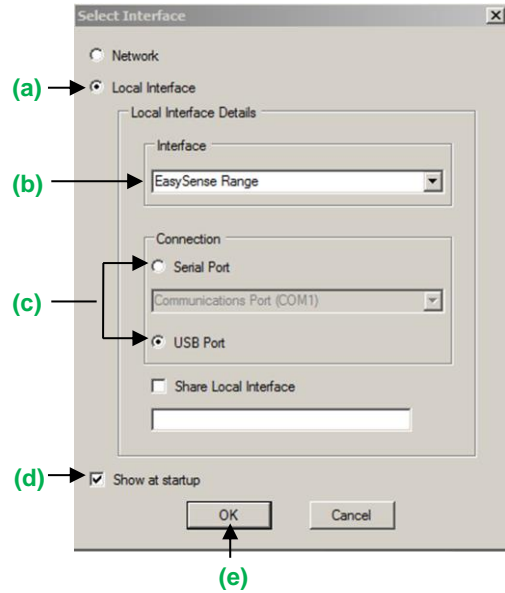 Select Interface
Network
(a) Local Interface
Local Interface Details
Interface
(b) EasySense Range
Connection
Serial Port
(c) Communications Port (COM1)
USB Port
Share Local Interface
(d) Show at startup
OK Cancel
(e)